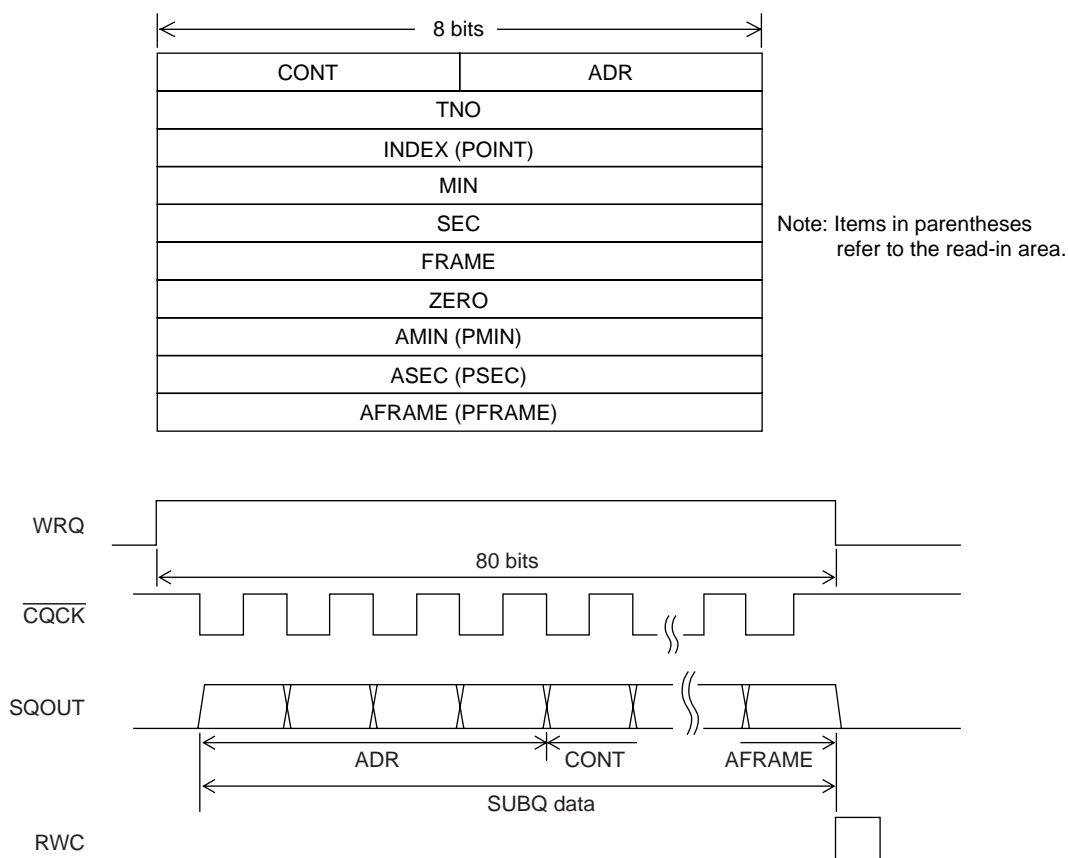 8 bits
CONT ADR
TNO
INDEX (POINT)
MIN
SEC
FRAME
ZERO
AMIN (PMIN)
ASEC (PSEC)
AFRAME (PFRAME)
Note: Items in parentheses
refer to the read-in area.
WRQ
80 bits
CQCK
SQOUT
ADR CONT AFRAME
SUBQ data
RWC